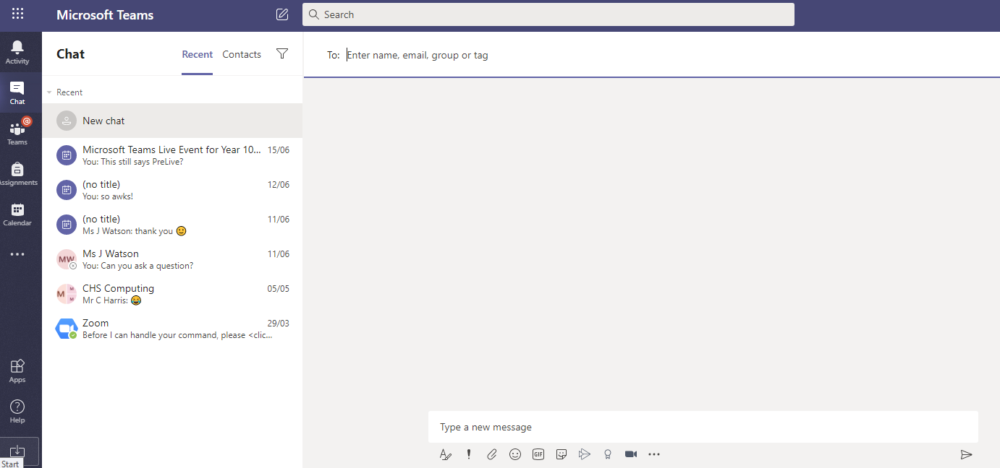 Microsoft Teams
Search
Activity
Chat
Teams
Assignments
Calendar
Apps
Help
Start
Chat
Recent
Contacts
Recent
New chat
Microsoft Teams Live Event for Year 10... 15/06
You: This still says PreLive?
(no title) 12/06
You: so awks!
(no title) 11/06
Ms J Watson: thank you
MW
Ms J Watson 11/06
You: Can you ask a question?
M M M
CHS Computing 05/05
Mr C Harris:
Zoom 29/03
Before I can handle your command, please <clic...
To: Enter name, email, group or tag
Type a new message
GIF